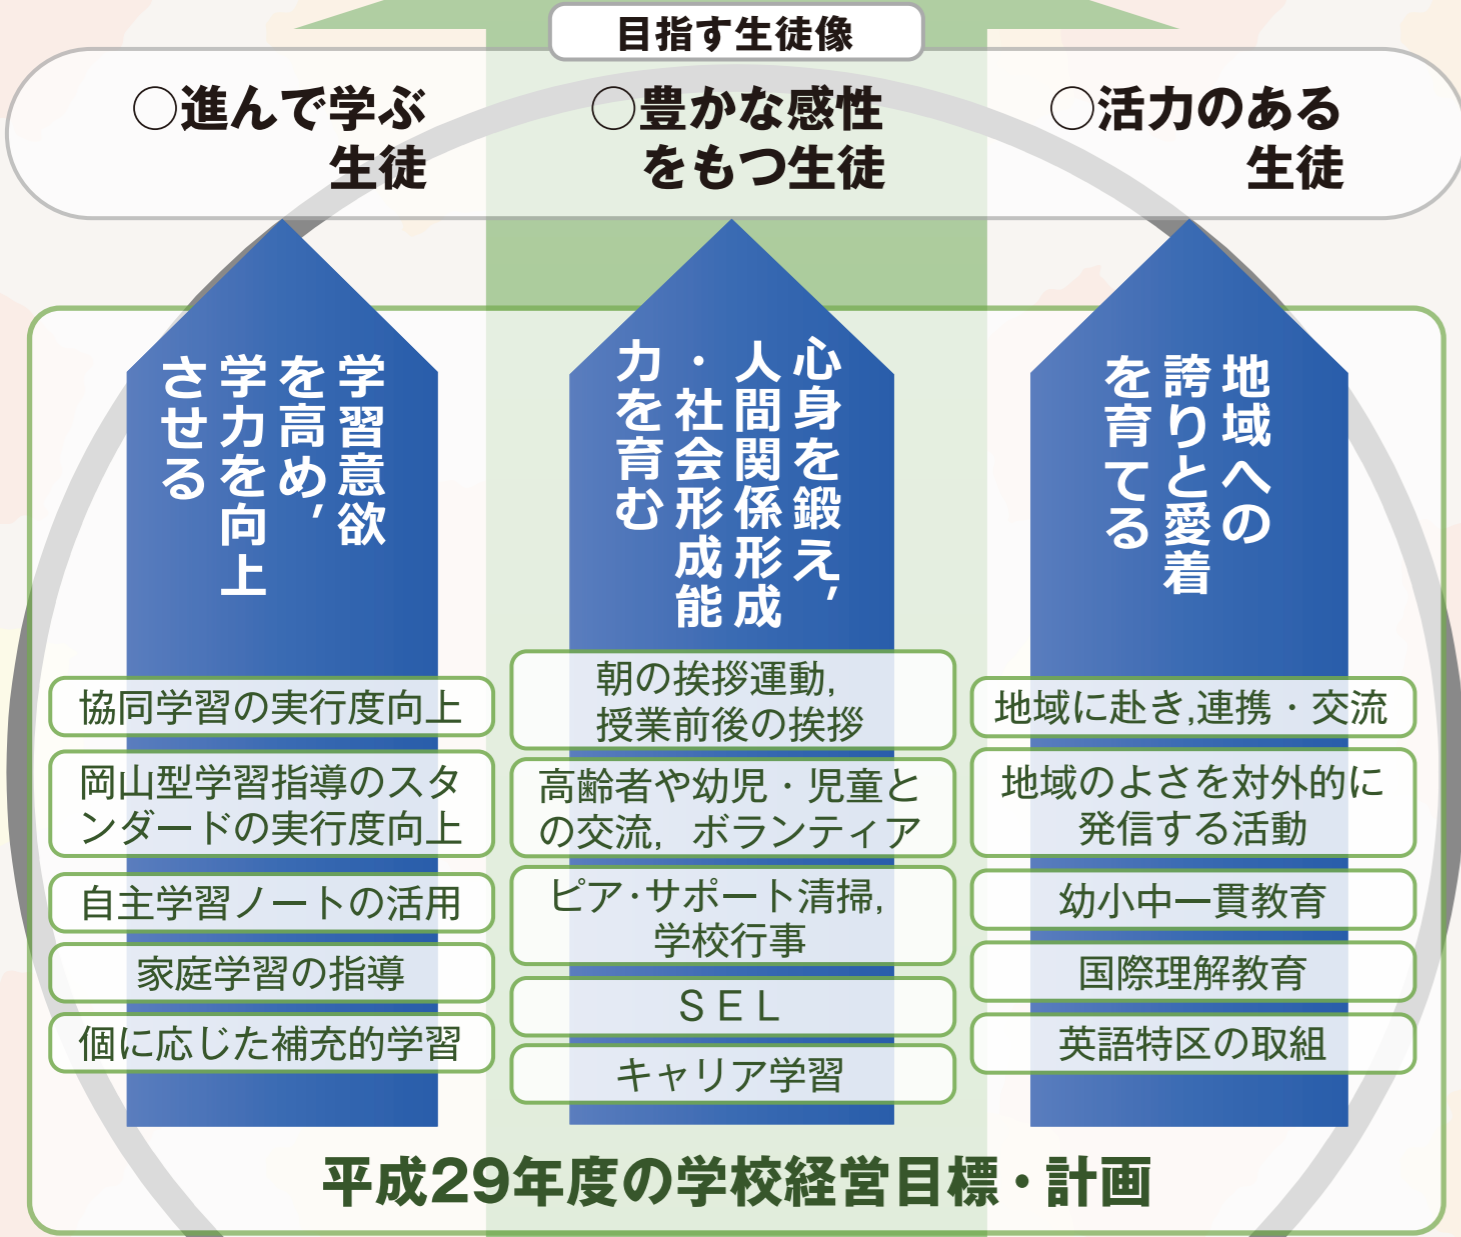 目指す生徒像
○進んで学ぶ
生徒
○豊かな感性
をもつ生徒
○活力のある
生徒
学習意欲
を高め，
学力を向上
させる
協同学習の実行度向上
岡山型学習指導のスタ
ンダードの実行度向上
自主学習ノートの活用
家庭学習の指導
個に応じた補充的学習
心身を鍛え，
人間関係形成
・社会形成能
力を育む
朝の挨拶運動，
授業前後の挨拶
高齢者や幼児・児童と
の交流，ボランティア
ピア・サポート清掃，
学校行事
ＳＥＬ
キャリア学習
地域への
誇りと愛着
を育てる
地域に赴き,連携・交流
地域のよさを対外的に
発信する活動
幼小中一貫教育
国際理解教育
英語特区の取組
平成29年度の学校経営目標・計画